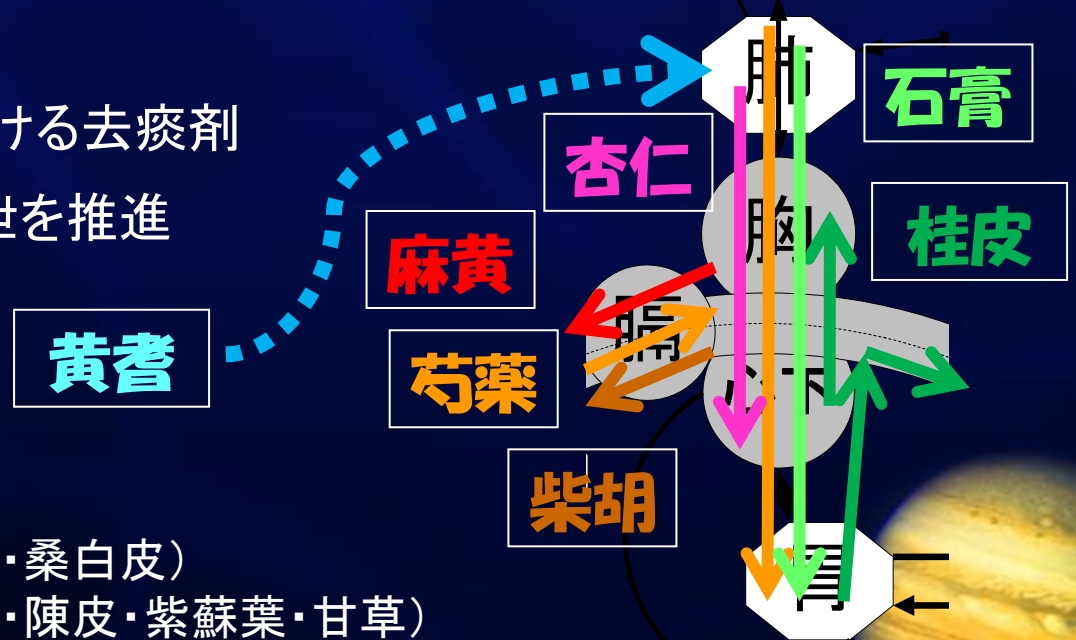 肺
石膏
ける去痰剤
杏仁
世を推進
胸
桂皮
麻黄
膈
黄耆
芍薬
心下
柴胡
・桑白皮）
胃
・陳皮・紫蘇葉・甘草）